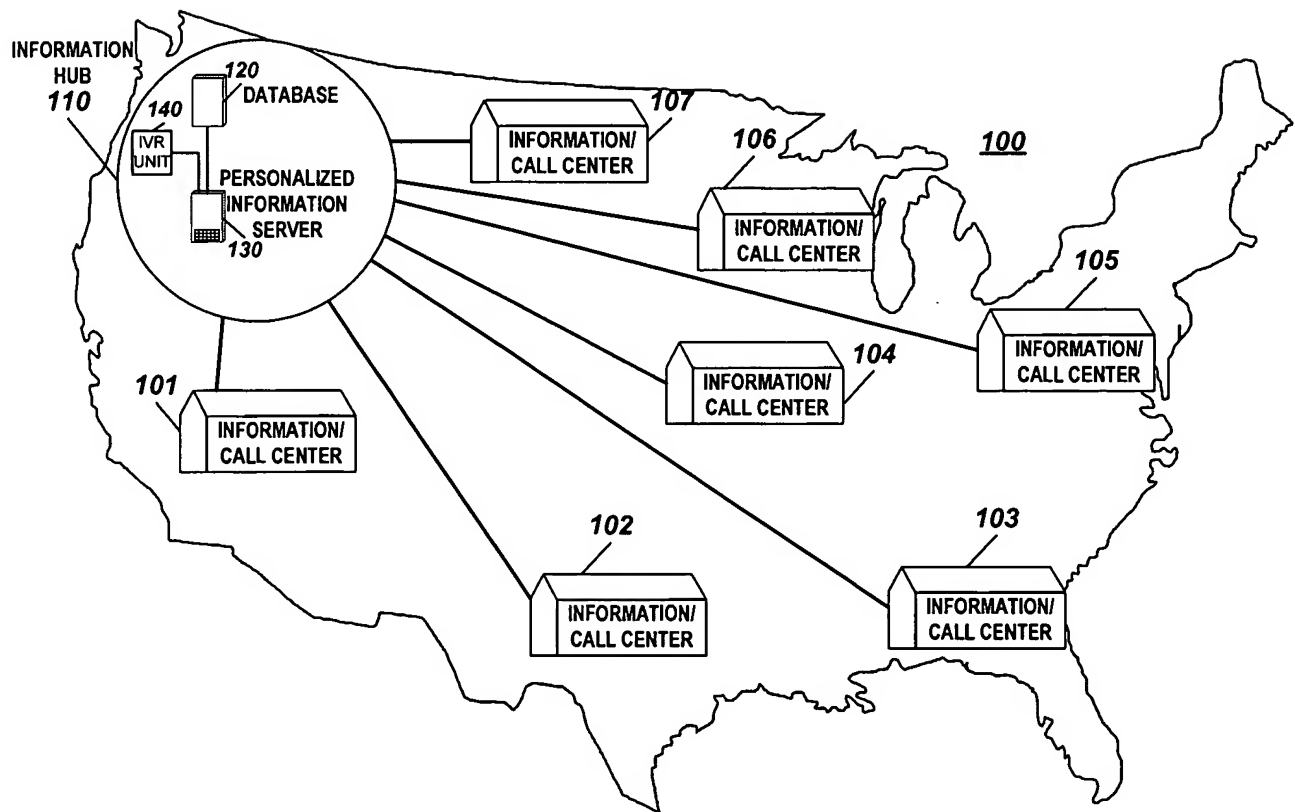 INFORMATION
HUB
110
120
DATABASE
140
IVR
UNIT
PERSONALIZED
INFORMATION
SERVER
130
107
INFORMATION/
CALL CENTER
106
INFORMATION/
CALL CENTER
100
105
INFORMATION/
CALL CENTER
104
INFORMATION/
CALL CENTER
101
INFORMATION/
CALL CENTER
102
INFORMATION/
CALL CENTER
103
INFORMATION/
CALL CENTER